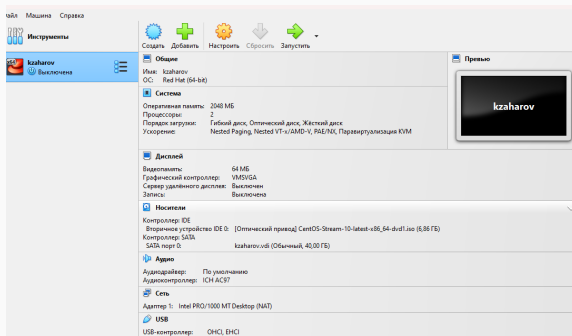 Файл Машина Справка
Инструменты
Создать Добавить Настроить Сбросить Запустить
kzaharov
Выключена
Общие
Имя: kzaharov
ОС: Red Hat (64-bit)
Превью
kzaharov
Система
Оперативная память: 2048 МБ
Процессоры: 2
Порядок загрузки: Гибкий диск, Оптический диск, Жёсткий диск
Ускорение: Nested Paging, Nested VT-x/AMD-V, PAE/NX, Паравиртуализация KVM
Дисплей
Видеопамять: 64 МБ
Графический контроллер: VMSVGA
Сервер удалённого дисплея: Выключен
Запись: Выключена
Носители
Контроллер: IDE
Вторичное устройство IDE 0: [Оптический привод] CentOS-Stream-10-latest-x86_64-dvd1.iso (6,86 ГБ)
Контроллер: SATA
SATA порт 0: kzaharov.vdi (Обычный, 40,00 ГБ)
Аудио
Аудиодрайвер: По умолчанию
Аудиоконтроллер: ICH AC97
Сеть
Адаптер 1: Intel PRO/1000 MT Desktop (NAT)
USB
USB-контроллер: OHCI, EHCI